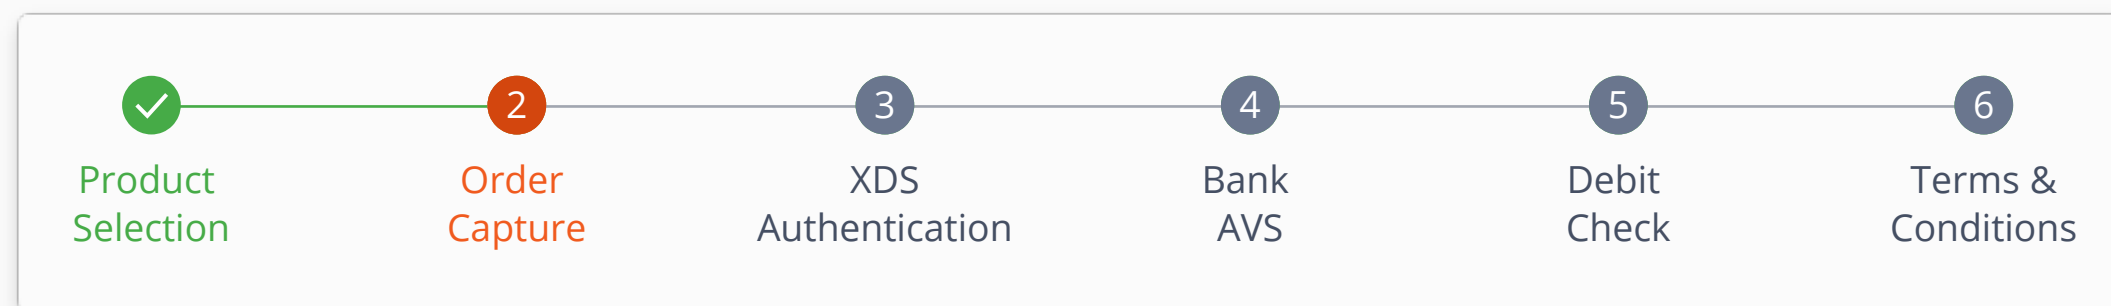 2
3
4
5
6
Product
Selection
Order
Capture
XDS
Authentication
Bank
AVS
Debit
Check
Terms &
Conditions